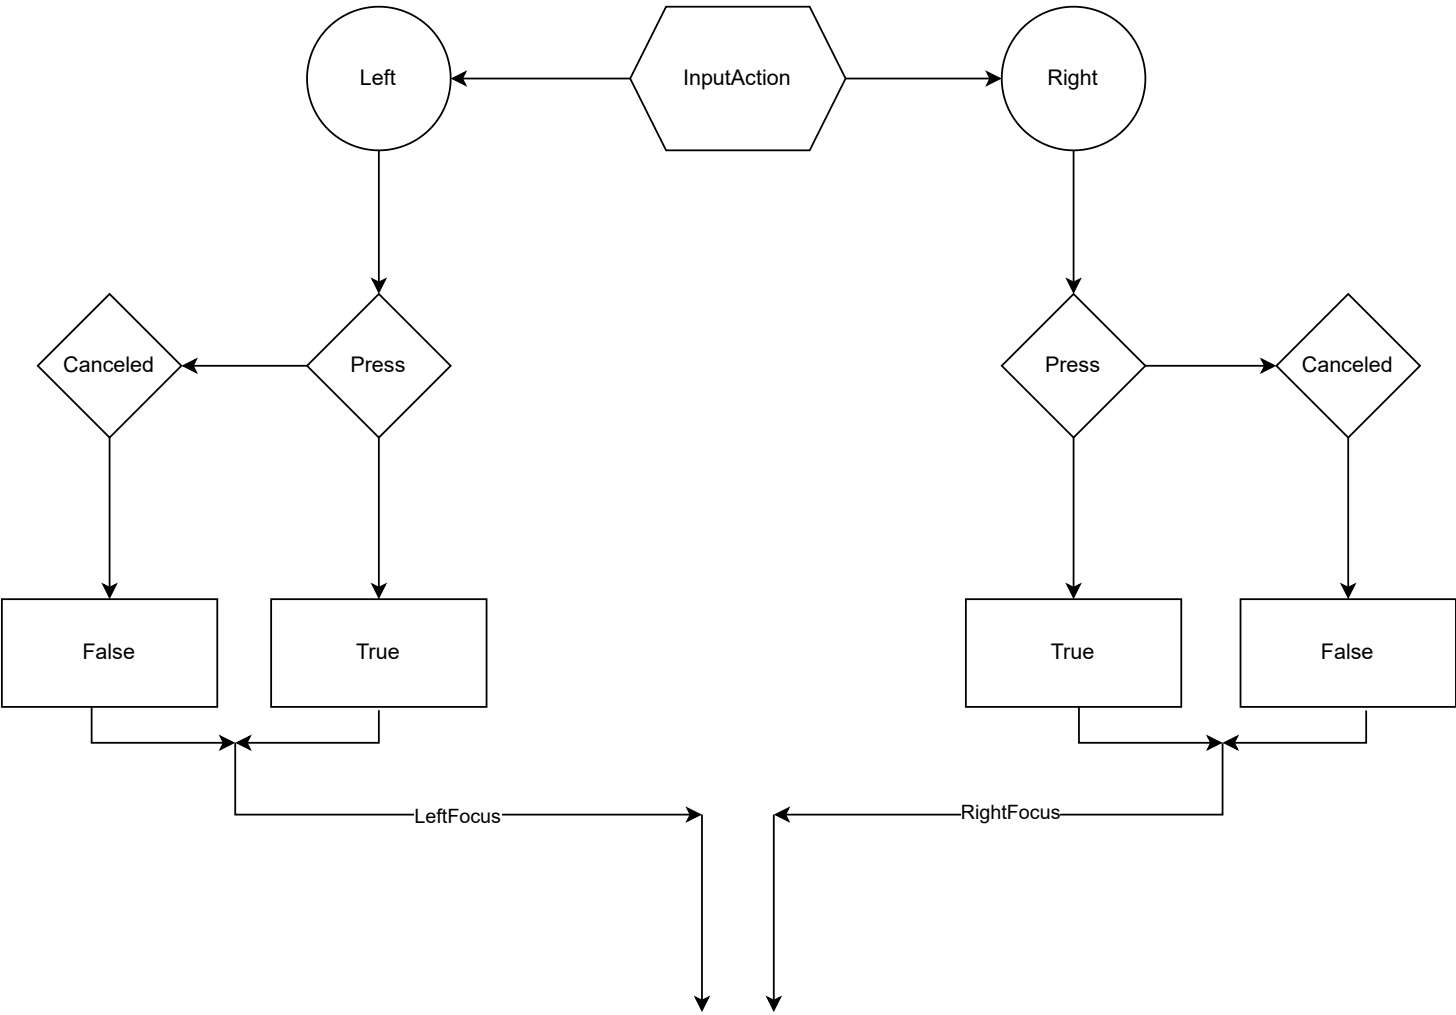 Left
InputAction
Right
Canceled
Press
Press
Canceled
False
True
True
False
LeftFocus
RightFocus